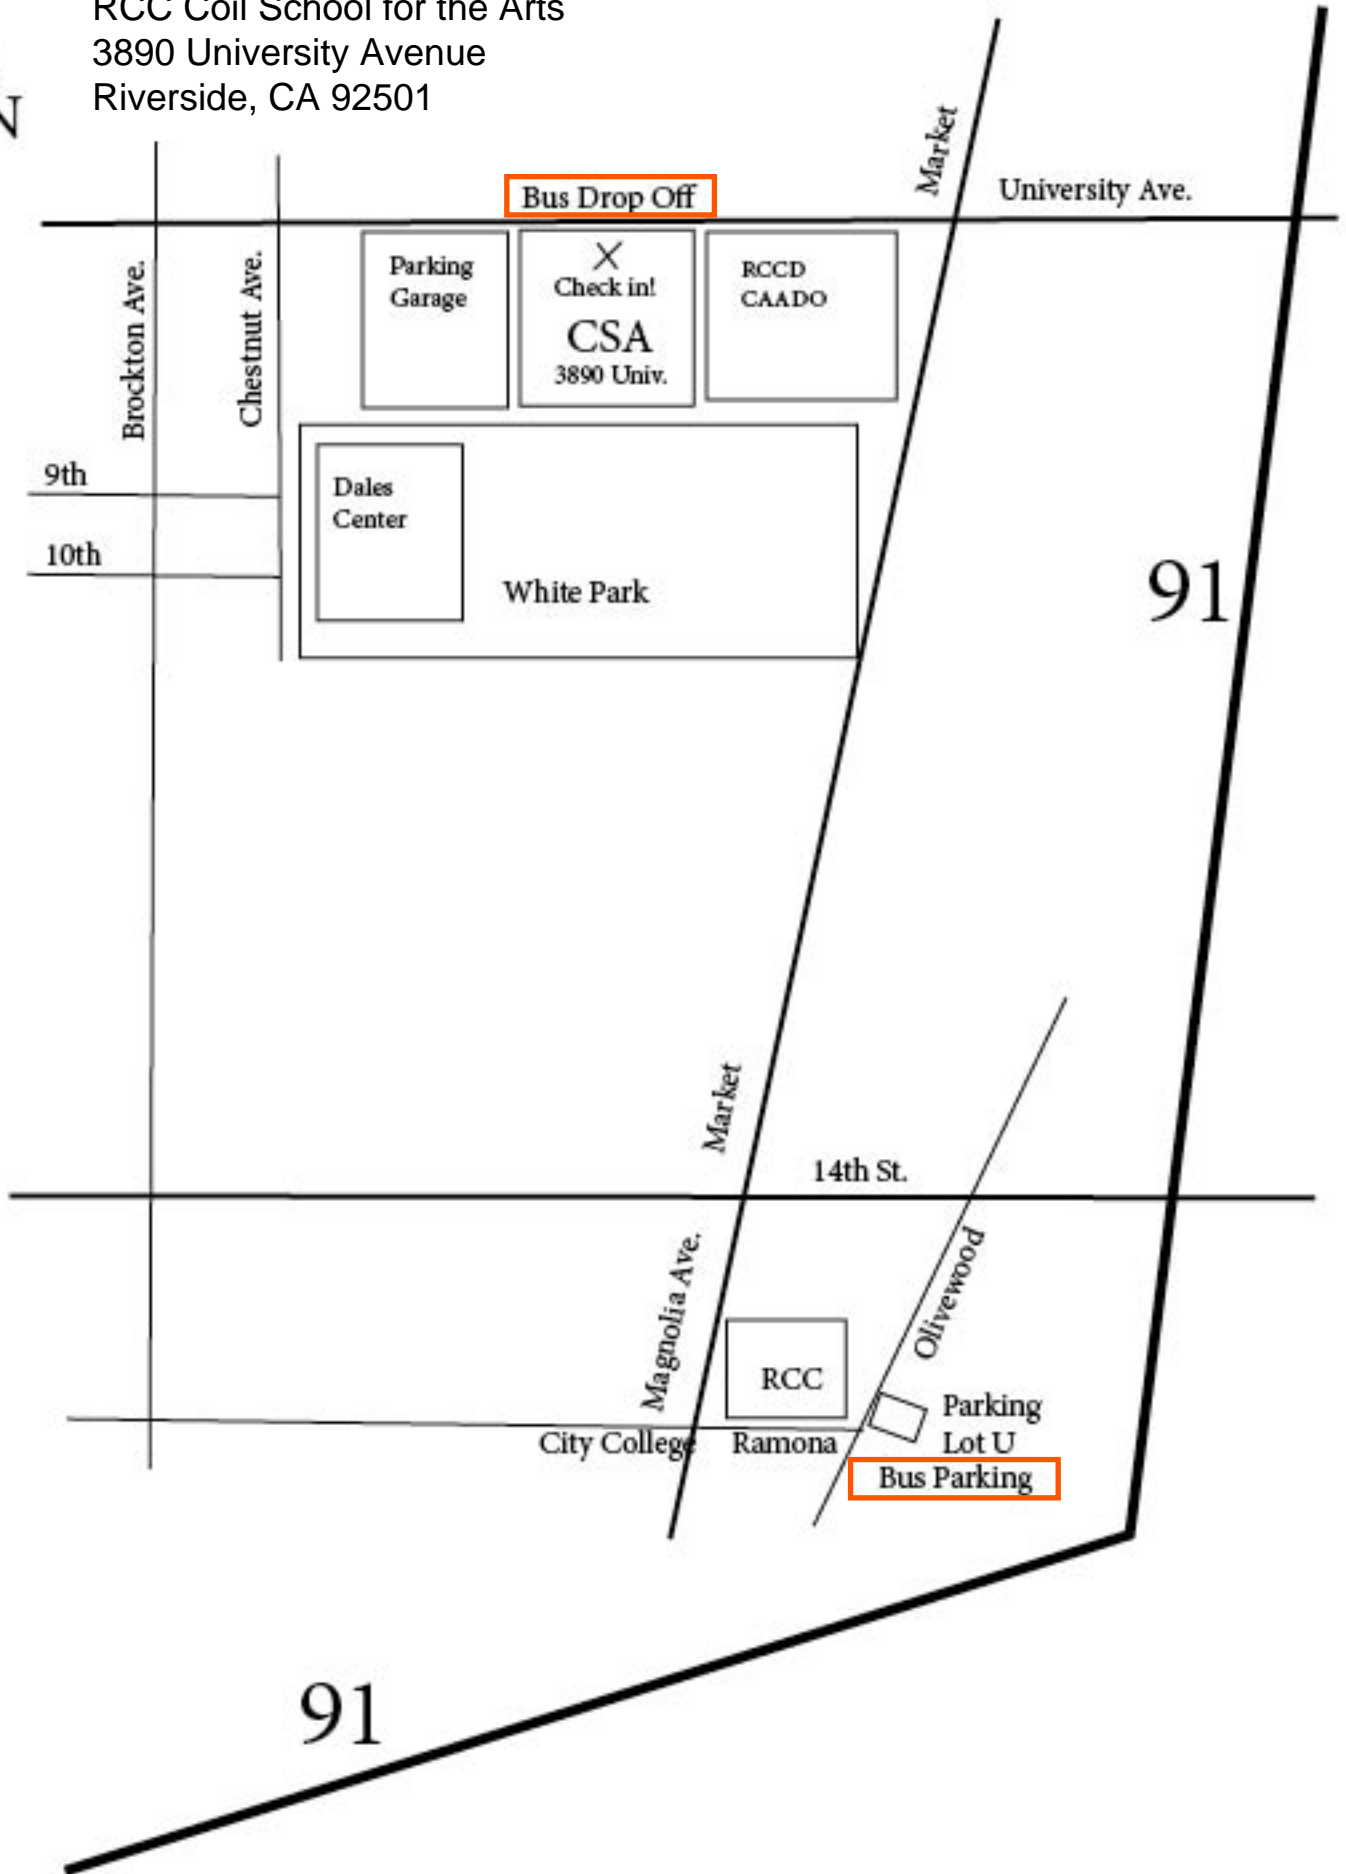 RCC Coil School for the Arts
3890 University Avenue
Riverside, CA 92501
N
Market
University Ave.
Bus Drop Off
Brockton Ave.
Chestnut Ave.
Parking
Garage
Check in!
CSA
3890 Univ.
RCCD
CAADO
9th
10th
Dales
Center
White Park
91
Market
14th St.
Magnolia Ave.
Olivewood
RCC
City College
Ramona
Parking
Lot U
Bus Parking
91